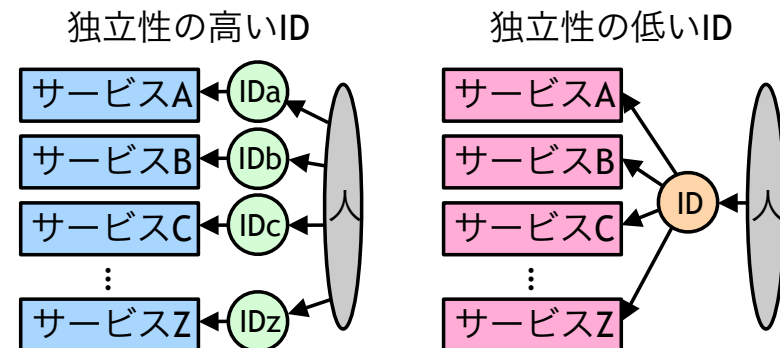 独立性の高いID
サービスA
IDa
サービスB
IDb
サービスC
IDc
⋮
サービスZ
IDz
人
独立性の低いID
サービスA
サービスB
サービスC
⋮
サービスZ
ID
人